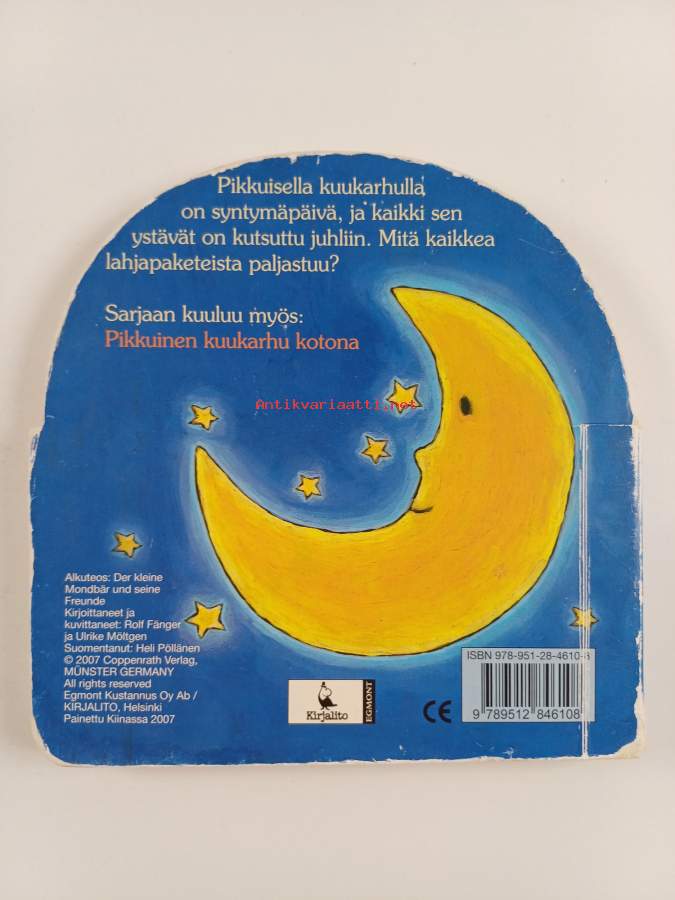 Pikkuisella kuukarhulla
on syntymäpäivä, ja kaikki sen
ystävät on kutsuttu juhliin. Mitä kaikkea
lahjapaketeista paljastuu?
Sarjaan kuuluu myös:
Pikkuinen kuukarhu kotona
Antikvariaatti.net
Alkuteos: Der kleine
Mondbär und seine
Freunde
Kirjoittaneet ja
kuvittaneet: Rolf Fänger
ja Ulrike Möltgen
Suomentanut: Heli Pöllänen
© 2007 Coppenrath Verlag,
MÜNSTER GERMANY
All rights reserved
Egmont Kustannus Oy Ab /
KIRJALITO, Helsinki
Painettu Kiinassa 2007
Kirjalito
EGMONT
CE
ISBN 978-951-28-4610-8
9 789512 846108